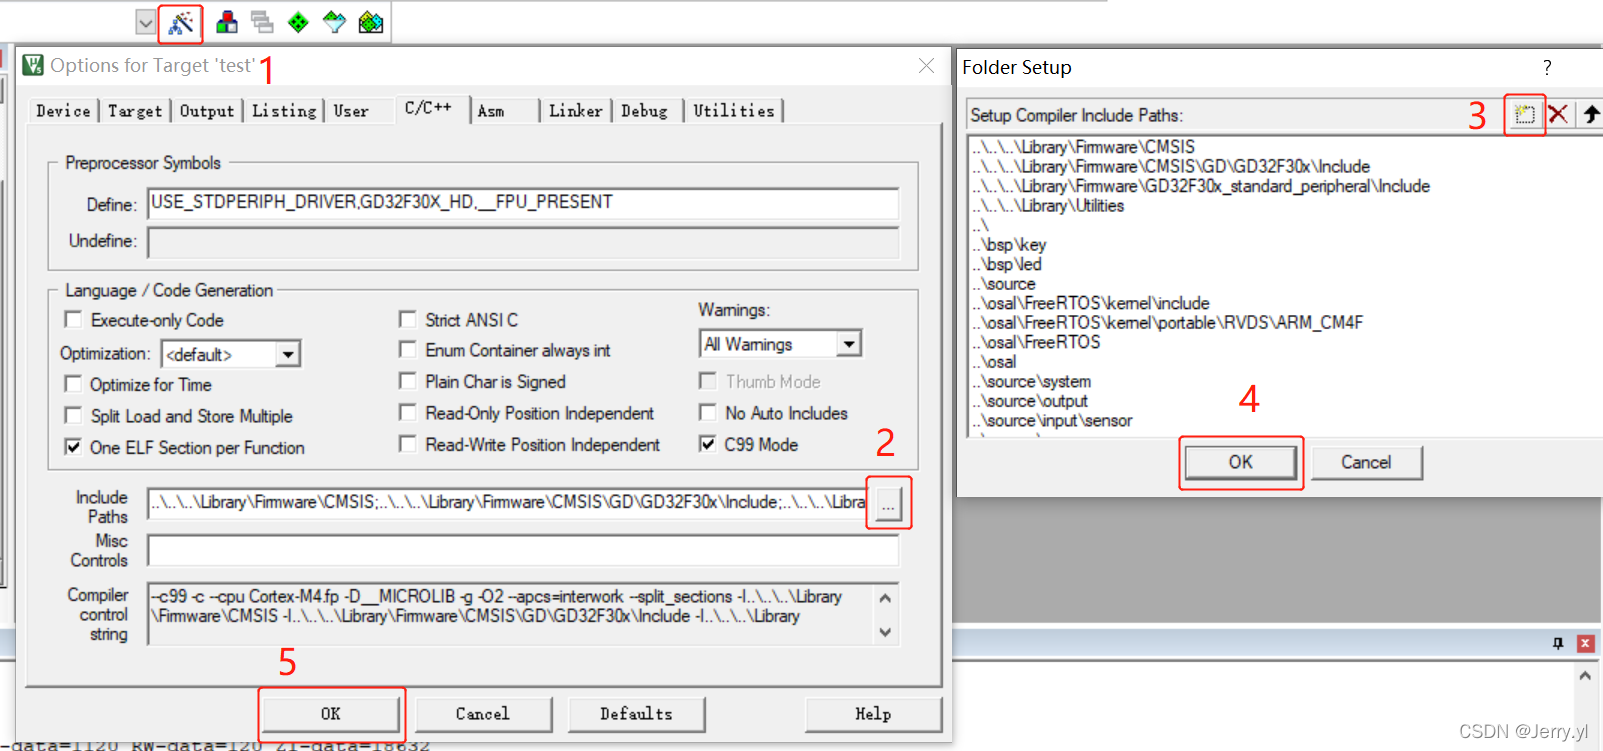 Options for Target 'test'
1
Device Target Output Listing User C/C++ Asm Linker Debug Utilities
Preprocessor Symbols
Define: USE_STDPERIPH_DRIVER,GD32F30X_HD,__FPU_PRESENT
Undefine:
Language / Code Generation
Execute-only Code
Optimization: <default>
Optimize for Time
Split Load and Store Multiple
One ELF Section per Function
Strict ANSI C
Enum Container always int
Plain Char is Signed
Read-Only Position Independent
Read-Write Position Independent
Warnings:
All Warnings
Thumb Mode
No Auto Includes
C99 Mode
2
Include
Paths
..\..\..\Library\Firmware\CMSIS;..\..\..\Library\Firmware\CMSIS\GD\GD32F30x\Include;..\..\..\Libra
...
Misc
Controls
Compiler
control
string
--c99 -c --cpu Cortex-M4.fp -D__MICROLIB -g -O2 --apcs=interwork --split_sections -I..\..\..\Library
\Firmware\CMSIS -I..\..\..\Library\Firmware\CMSIS\GD\GD32F30x\Include -I..\..\..\Library
5
OK Cancel Defaults Help
-data=1120 RW-data=120 ZI-data=18632
Folder Setup ?
Setup Compiler Include Paths:
3
..\..\..\Library\Firmware\CMSIS
..\..\..\Library\Firmware\CMSIS\GD\GD32F30x\Include
..\..\..\Library\Firmware\GD32F30x_standard_peripheral\Include
..\..\..\Library\Utilities
..\
..\bsp\key
..\bsp\led
..\source
..\osal\FreeRTOS\kernel\include
..\osal\FreeRTOS\kernel\portable\RVDS\ARM_CM4F
..\osal\FreeRTOS
..\osal
..\source\system
..\source\output
..\source\input\sensor
4
OK Cancel
CSDN @Jerry.yl